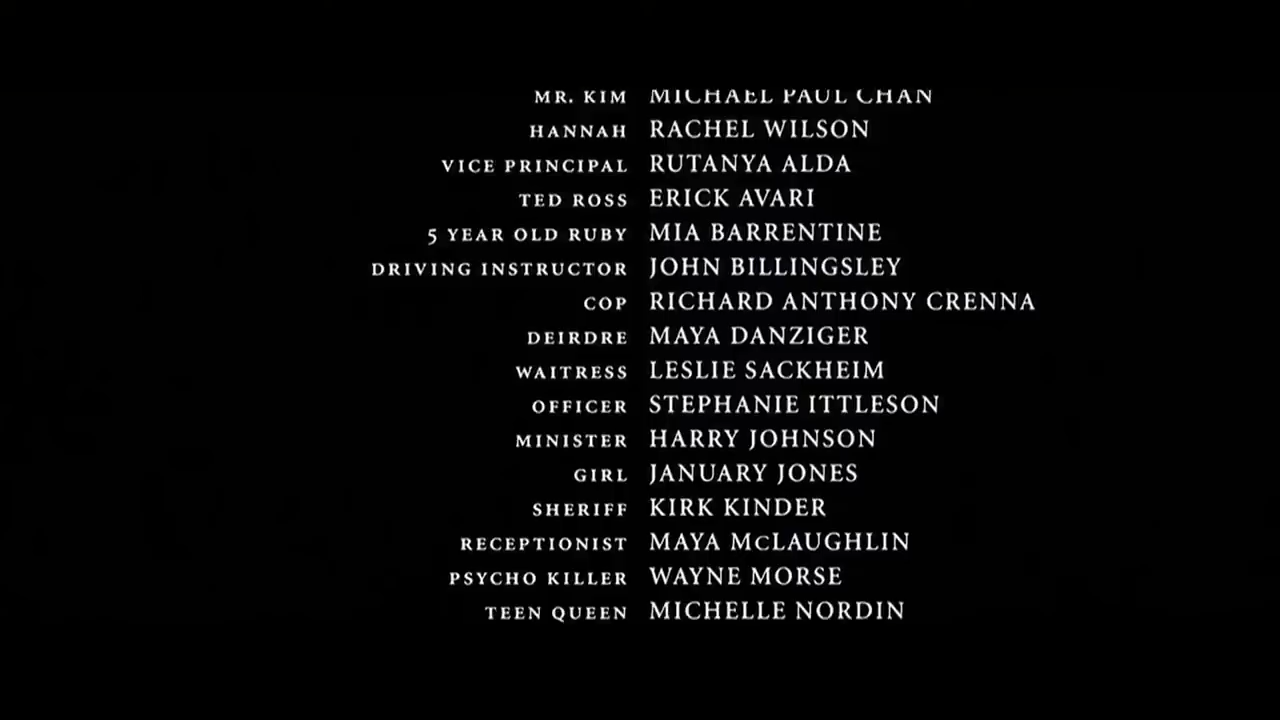 MR. KIM MICHAEL PAUL CHAN
HANNAH RACHEL WILSON
VICE PRINCIPAL RUTANYA ALDA
TED ROSS ERICK AVARI
5 YEAR OLD RUBY MIA BARRENTINE
DRIVING INSTRUCTOR JOHN BILLINGSLEY
COP RICHARD ANTHONY CRENNA
DEIRDRE MAYA DANZIGER
WAITRESS LESLIE SACKHEIM
OFFICER STEPHANIE ITTLESON
MINISTER HARRY JOHNSON
GIRL JANUARY JONES
SHERIFF KIRK KINDER
RECEPTIONIST MAYA McLAUGHLIN
PSYCHO KILLER WAYNE MORSE
TEEN QUEEN MICHELLE NORDIN